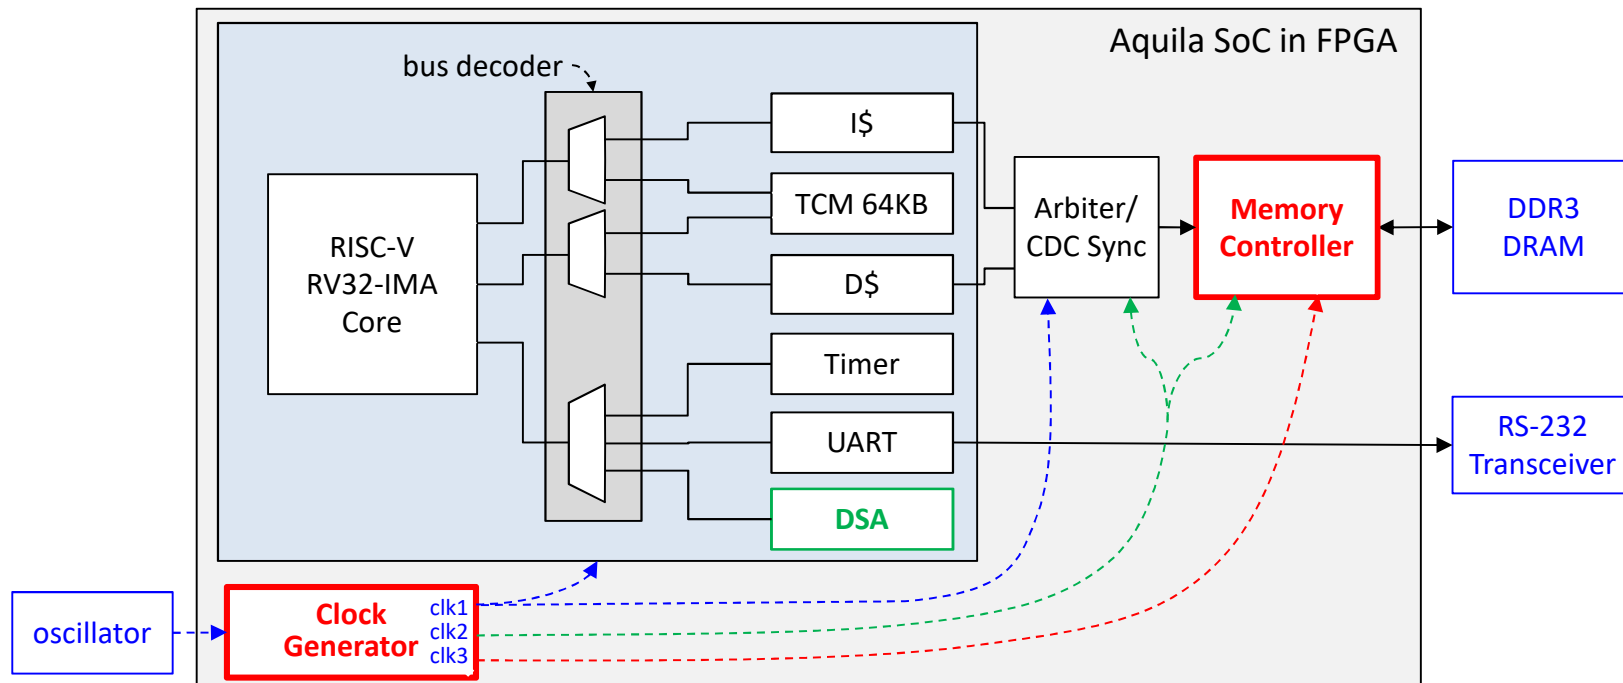 Aquila SoC in FPGA
bus decoder
I$
TCM 64KB
D$
Timer
UART
DSA
RISC-V
RV32-IMA
Core
Arbiter/
CDC Sync
Memory
Controller
DDR3
DRAM
RS-232
Transceiver
oscillator
Clock
Generator
clk1
clk2
clk3